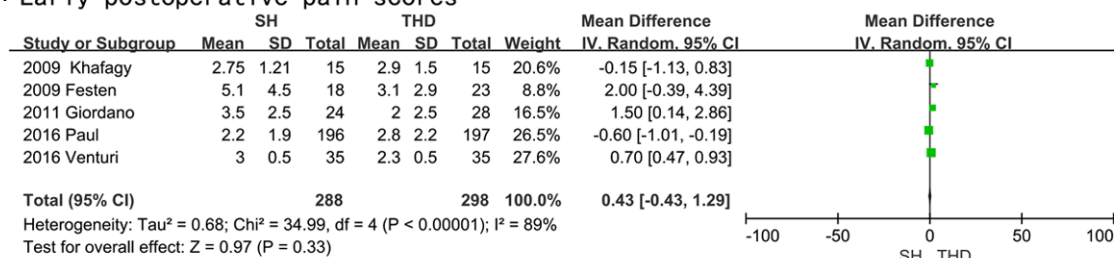 Early postoperative pain scores
SH THD Mean Difference Mean Difference
Study or Subgroup Mean SD Total Mean SD Total Weight IV. Random. 95% CI IV. Random. 95% CI
2009 Khafagy 2.75 1.21 15 2.9 1.5 15 20.6% -0.15 [-1.13, 0.83]
2009 Festen 5.1 4.5 18 3.1 2.9 23 8.8% 2.00 [-0.39, 4.39]
2011 Giordano 3.5 2.5 24 2 2.5 28 16.5% 1.50 [0.14, 2.86]
2016 Paul 2.2 1.9 196 2.8 2.2 197 26.5% -0.60 [-1.01, -0.19]
2016 Venturi 3 0.5 35 2.3 0.5 35 27.6% 0.70 [0.47, 0.93]
Total (95% CI) 288 298 100.0% 0.43 [-0.43, 1.29]
Heterogeneity: Tau² = 0.68; Chi² = 34.99, df = 4 (P < 0.00001); I² = 89%
Test for overall effect: Z = 0.97 (P = 0.33)
-100 -50 0 50 100
SH THD